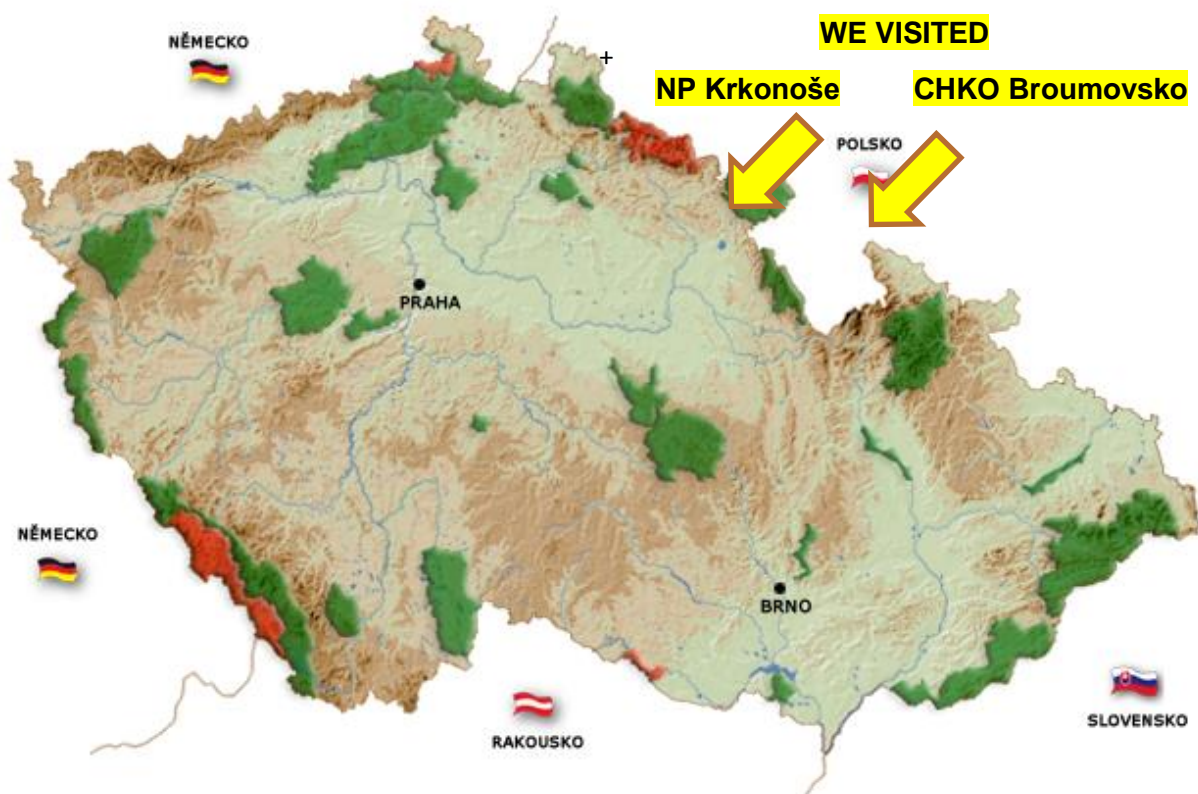 WE VISITED
NĚMECKO
+
NP Krkonoše
CHKO Broumovsko
POLSKO
PRAHA
NĚMECKO
BRNO
RAKOUSKO
SLOVENSKO